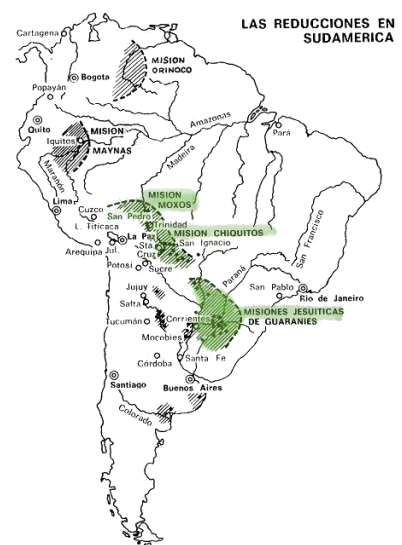 LAS REDUCCIONES EN
SUDAMERICA
Cartagena
Bogota
MISION
ORINOCO
Popayán
Quito
Iquitos
MISION
MAYNAS
Amazonas
Pará
Madeira
Marañón
Lima
Cuzco
L. Titicaca
Arequipa
Jul.
La Paz
MISION
MOXOS
San Pedro
Trinidad
MISION CHIQUITOS
Sta.
Cruz
San Ignacio
Potosí
Sucre
San Francisco
Paraná
San Pablo
Rio de Janeiro
Jujuy
Salta
Tucumán
Corrientes
MISIONES JESUITICAS
DE GUARANIES
Mocobíes
Santa Fe
Córdoba
Santiago
Buenos Aires
Colorado